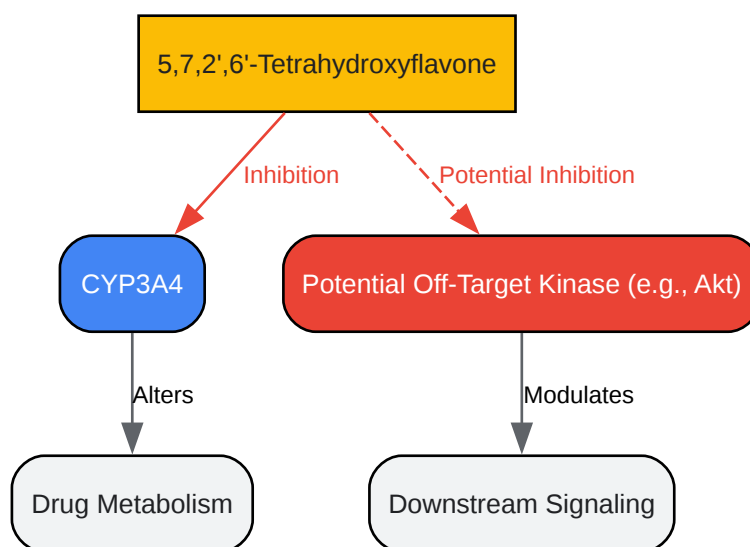 5,7,2',6'-Tetrahydroxyflavone
Inhibition
Potential Inhibition
CYP3A4
Potential Off-Target Kinase (e.g., Akt)
Alters
Modulates
Drug Metabolism
Downstream Signaling